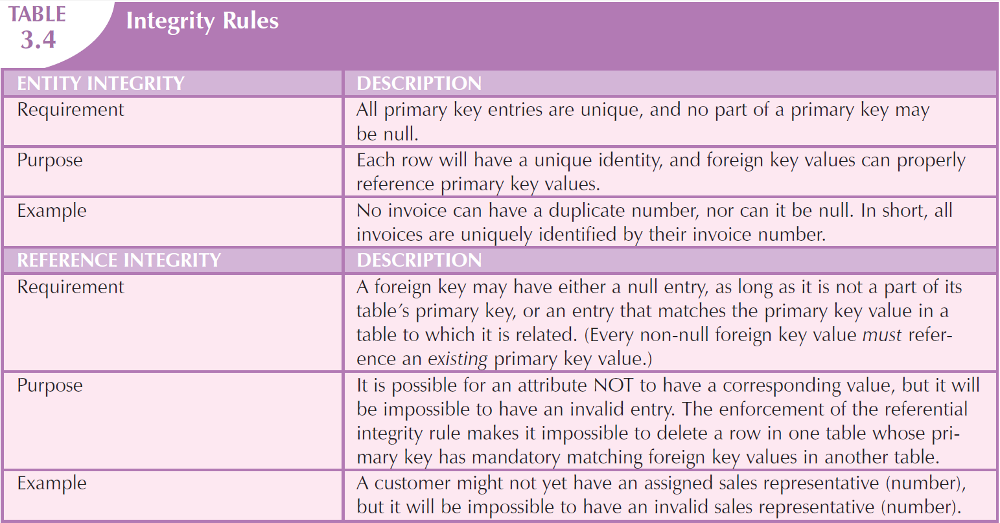 TABLE
3.4
Integrity Rules
ENTITY INTEGRITY
DESCRIPTION
Requirement
All primary key entries are unique, and no part of a primary key may
be null.
Purpose
Each row will have a unique identity, and foreign key values can properly
reference primary key values.
Example
No invoice can have a duplicate number, nor can it be null. In short, all
invoices are uniquely identified by their invoice number.
REFERENCE INTEGRITY
DESCRIPTION
Requirement
A foreign key may have either a null entry, as long as it is not a part of its
table’s primary key, or an entry that matches the primary key value in a
table to which it is related. (Every non-null foreign key value must refer-
ence an existing primary key value.)
Purpose
It is possible for an attribute NOT to have a corresponding value, but it will
be impossible to have an invalid entry. The enforcement of the referential
integrity rule makes it impossible to delete a row in one table whose pri-
mary key has mandatory matching foreign key values in another table.
Example
A customer might not yet have an assigned sales representative (number),
but it will be impossible to have an invalid sales representative (number).